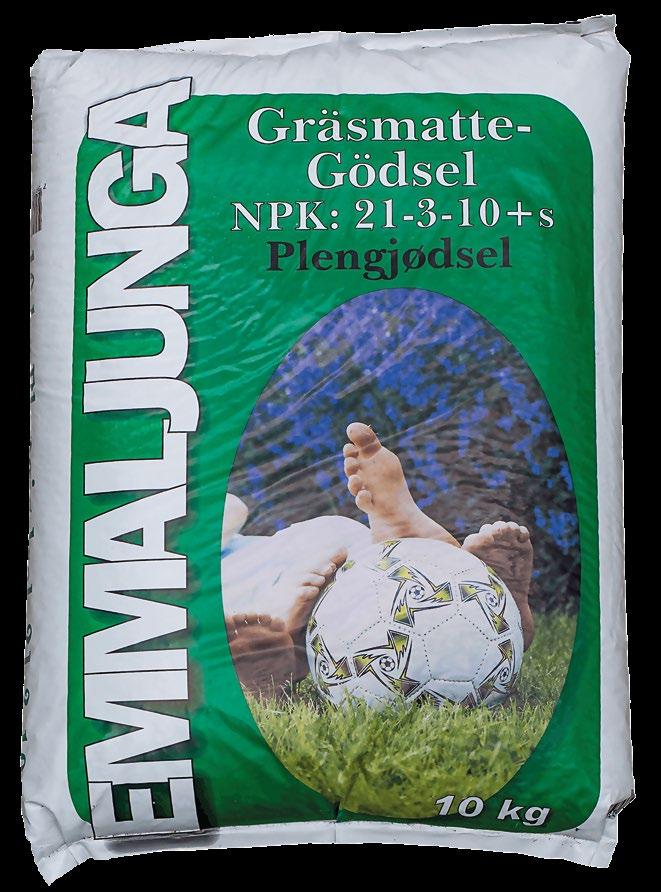 EMMALJUNGA
Gräsmatte-
Gödsel
NPK: 21-3-10+s
Plengjødsel
10 kg